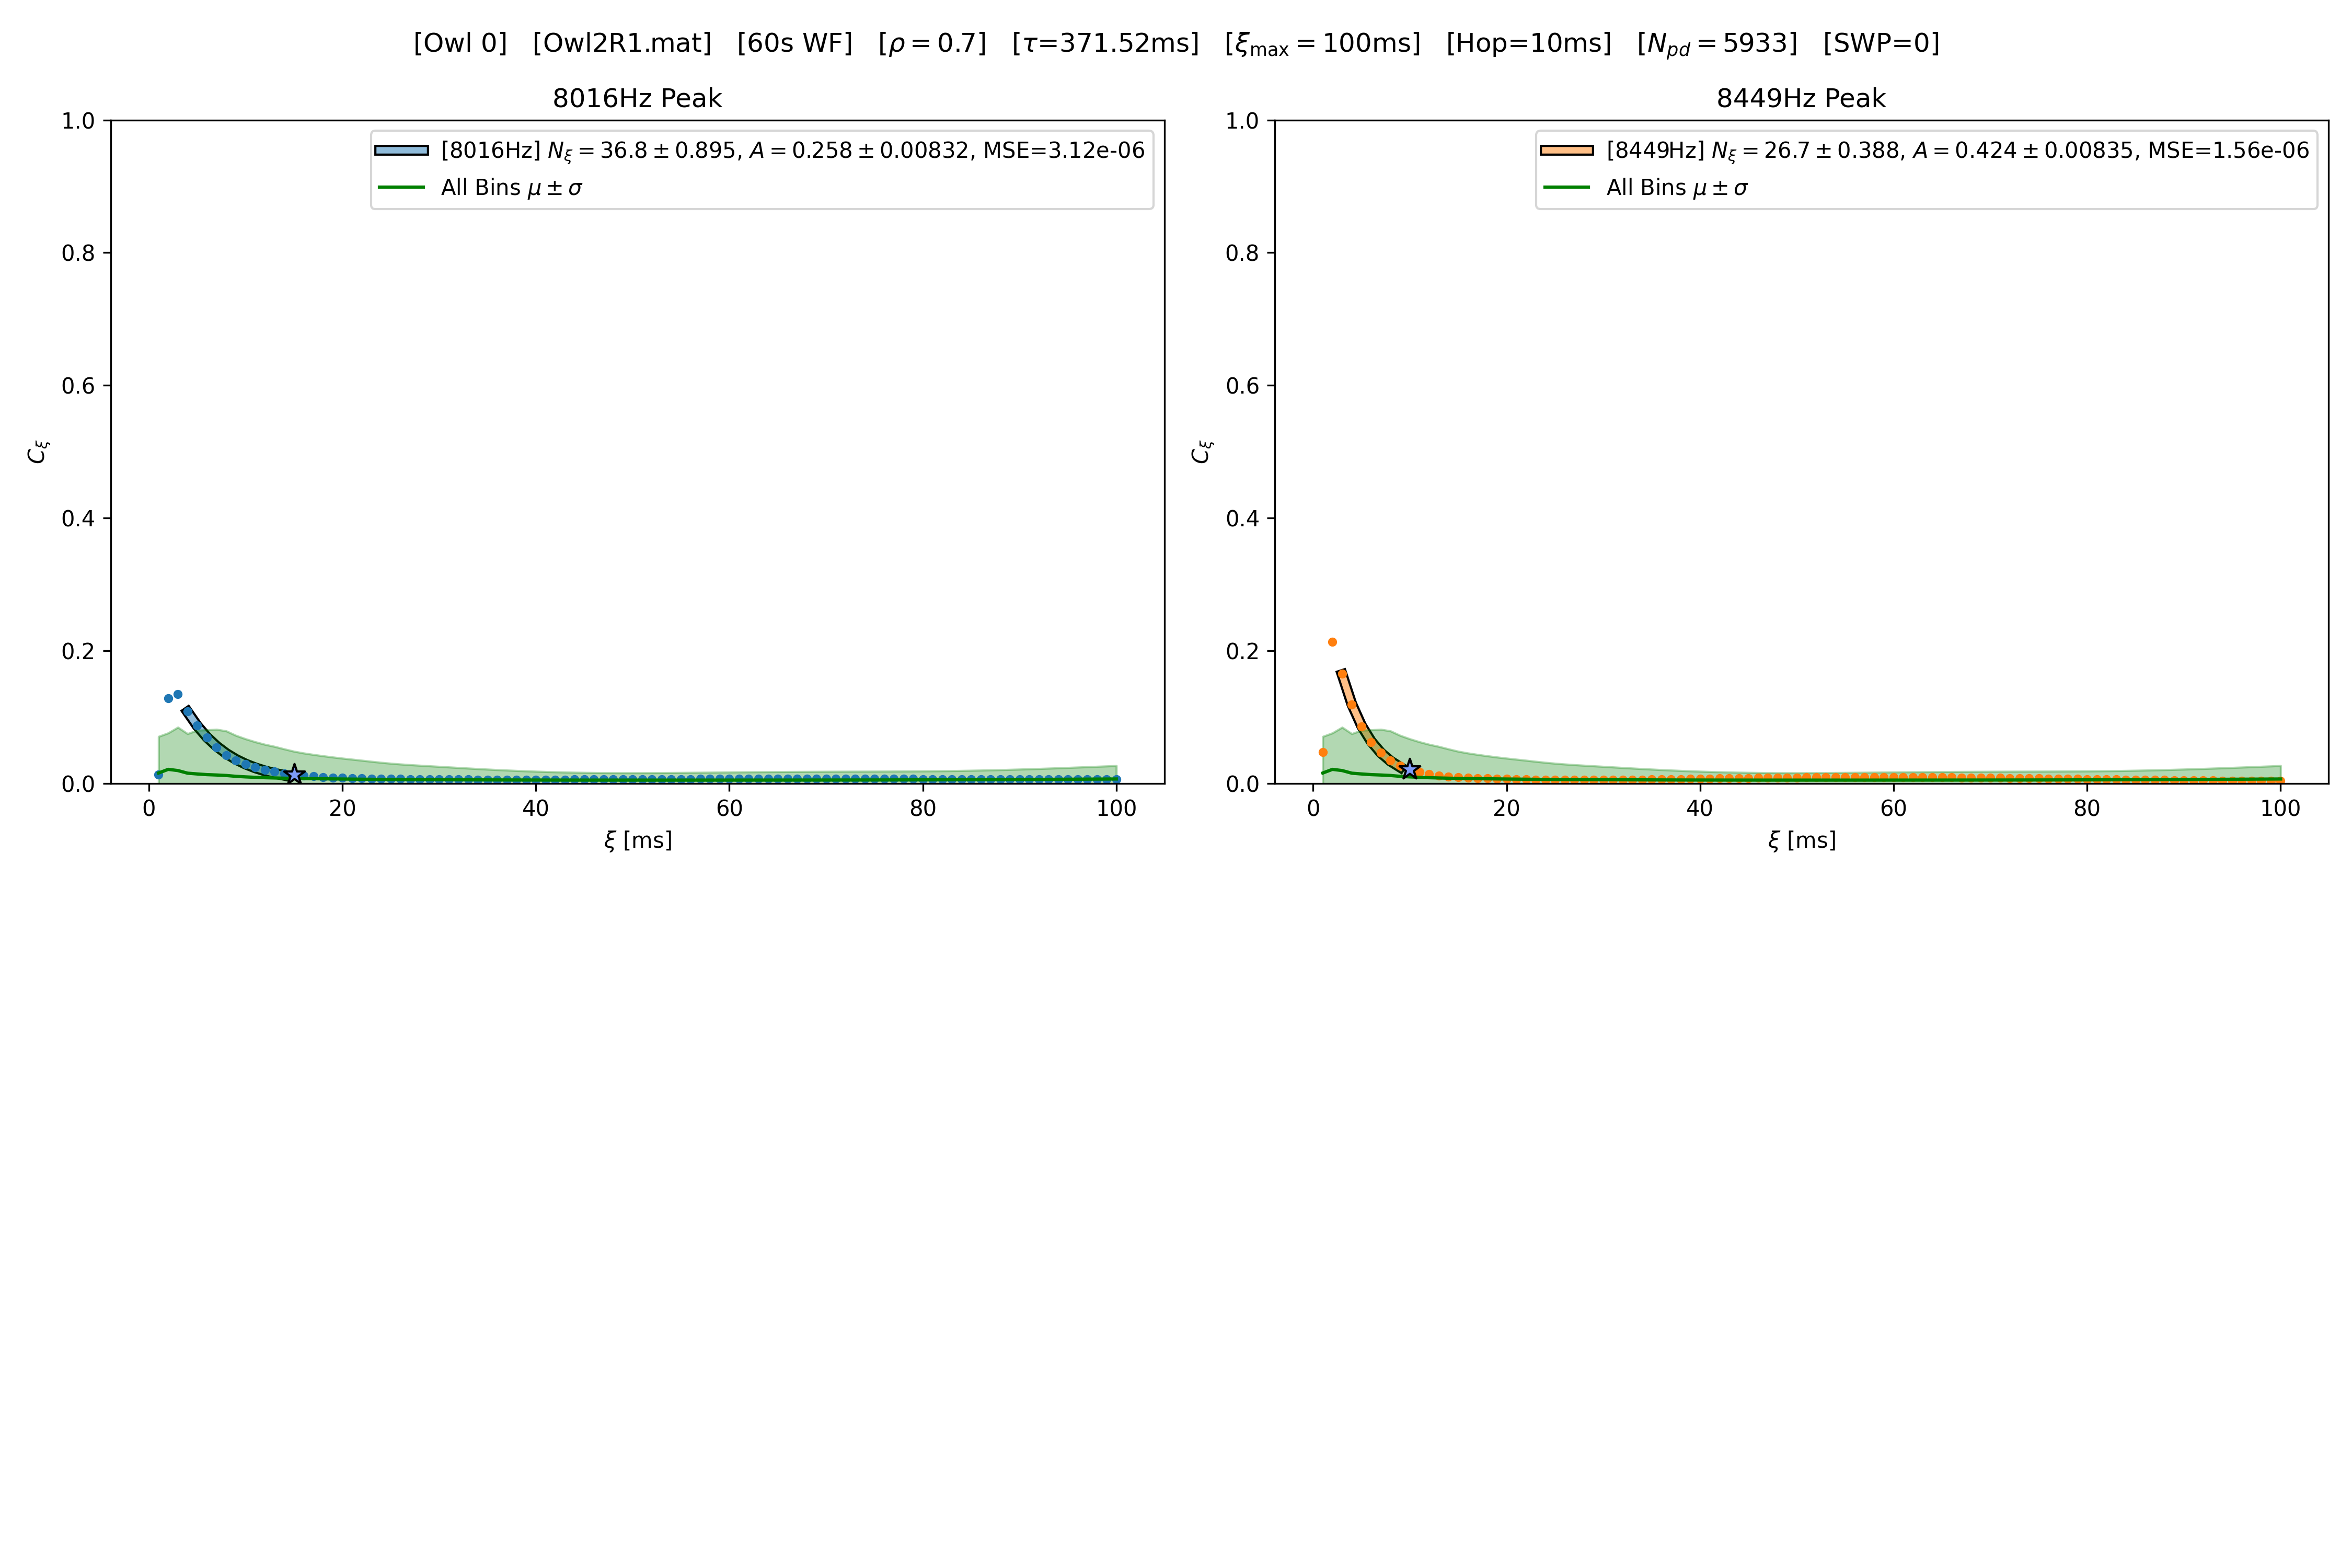 [Owl 0] [Owl2R1.mat] [60s WF] [ρ = 0.7] [τ=371.52ms] [ξmax = 100ms] [Hop=10ms] [Npd = 5933] [SWP=0]
8016Hz Peak
1.0
0.8
0.6
0.4
0.2
0.0
Cξ
[8016Hz] Nξ = 36.8 ± 0.895, A = 0.258 ± 0.00832, MSE=3.12e-06
All Bins μ ± σ
0 20 40 60 80 100
ξ [ms]
8449Hz Peak
1.0
0.8
0.6
0.4
0.2
0.0
Cξ
[8449Hz] Nξ = 26.7 ± 0.388, A = 0.424 ± 0.00835, MSE=1.56e-06
All Bins μ ± σ
0 20 40 60 80 100
ξ [ms]